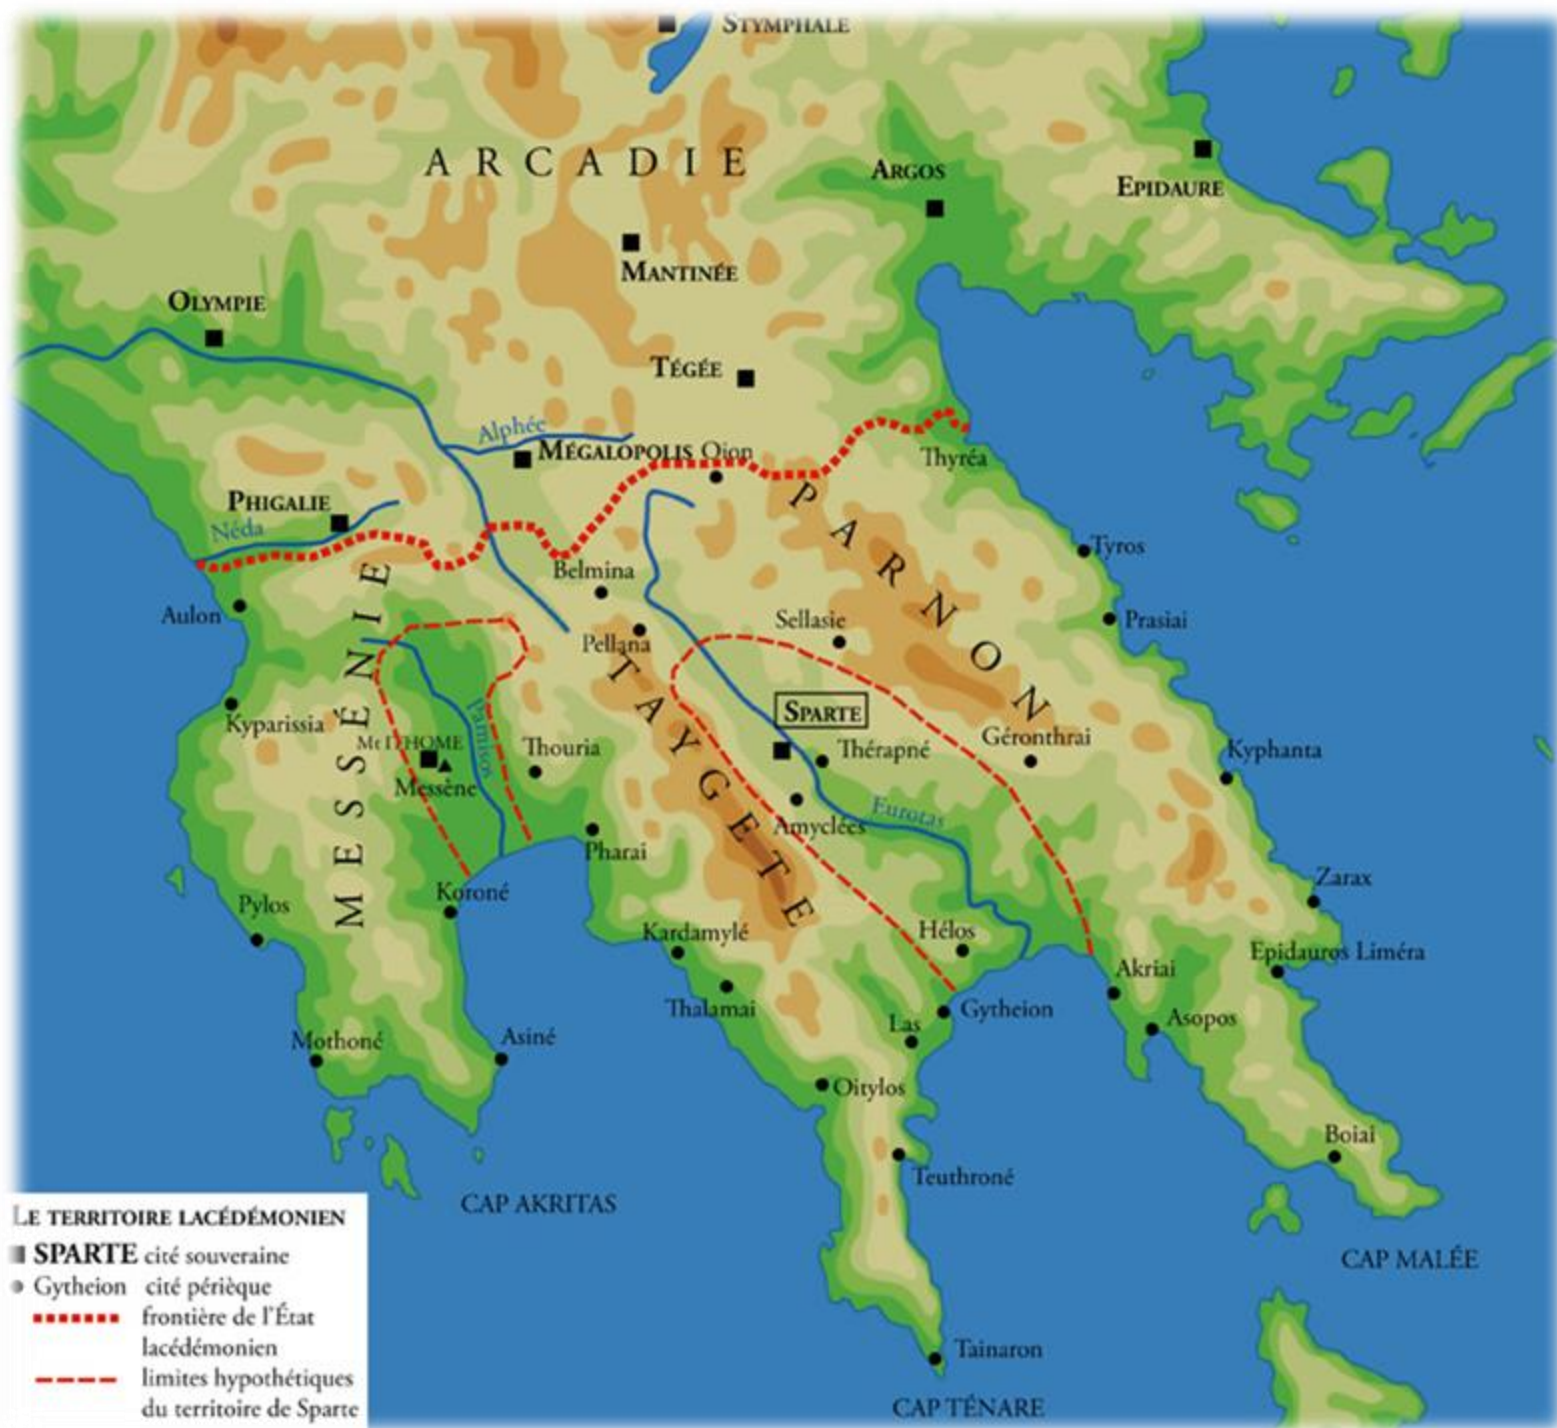 STYMPHALE
ARCADIE
ARGOS
EPIDAURE
MANTINÉE
OLYMPIE
TÉGÉE
Alphée
MÉGALOPOLIS
Oion
Thyréa
PHIGALIE
Néda
PARNON
Tyros
Belmina
Aulon
Prasiai
Sellasie
Pellana
MESSÉNIE
TAYGETE
SPARTE
Kyparissia
Pamisos
Mt ITHOME
Thouria
Thérapné
Géronthrai
Kyphanta
Messène
Eurotas
Amyclées
Pharai
Zarax
Koroné
Pylos
Kardamylé
Hélos
Epidauros Liméra
Akriai
Thalamai
Gytheion
Asopos
Las
Mothoné
Asiné
Oitylos
Boiai
Teuthroné
CAP AKRITAS
CAP MALÉE
Tainaron
CAP TÉNARE
LE TERRITOIRE LACÉDÉMONIEN
SPARTE cité souveraine
Gytheion cité périèque
frontière de l'État
lacédémonien
limites hypothétiques
du territoire de Sparte